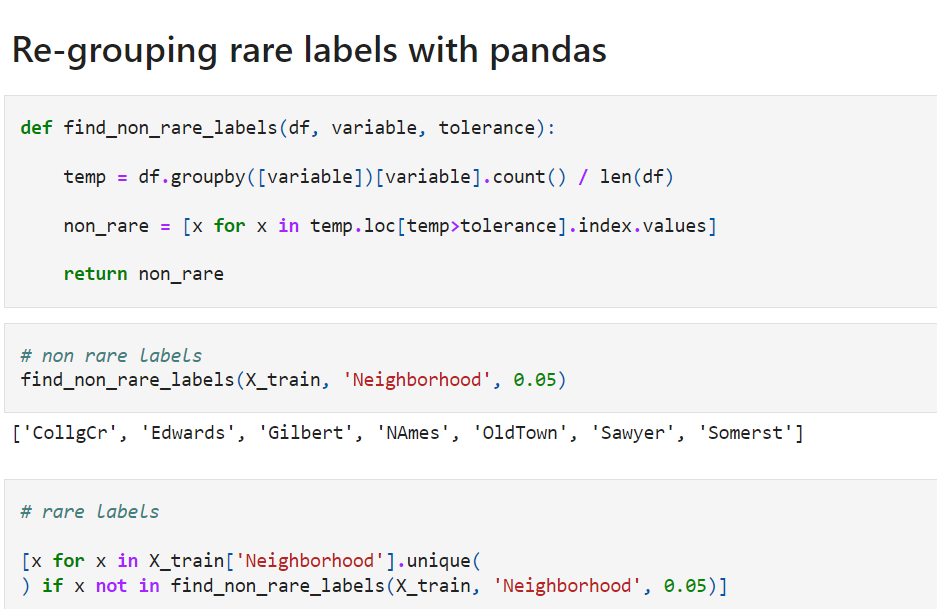 Re-grouping rare labels with pandas
def find_non_rare_labels(df, variable, tolerance):
temp = df.groupby([variable])[variable].count() / len(df)
non_rare = [x for x in temp.loc[temp>tolerance].index.values]
return non_rare
# non rare labels
find_non_rare_labels(X_train, 'Neighborhood', 0.05)
['CollgCr', 'Edwards', 'Gilbert', 'NAmes', 'OldTown', 'Sawyer', 'Somerst']
# rare labels
[x for x in X_train['Neighborhood'].unique(
) if x not in find_non_rare_labels(X_train, 'Neighborhood', 0.05)]